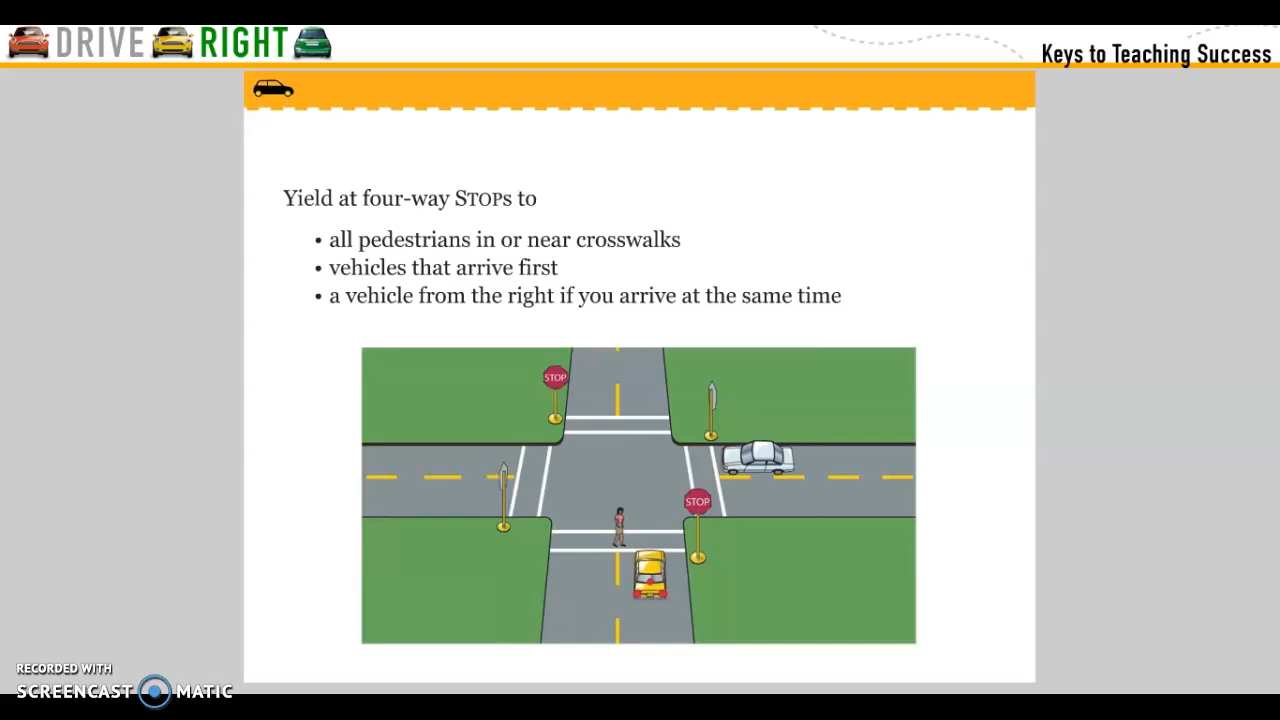 DRIVE RIGHT
Keys to Teaching Success
Yield at four-way STOPs to
• all pedestrians in or near crosswalks
• vehicles that arrive first
• a vehicle from the right if you arrive at the same time
STOP
STOP
RECORDED WITH
SCREENCAST MATIC